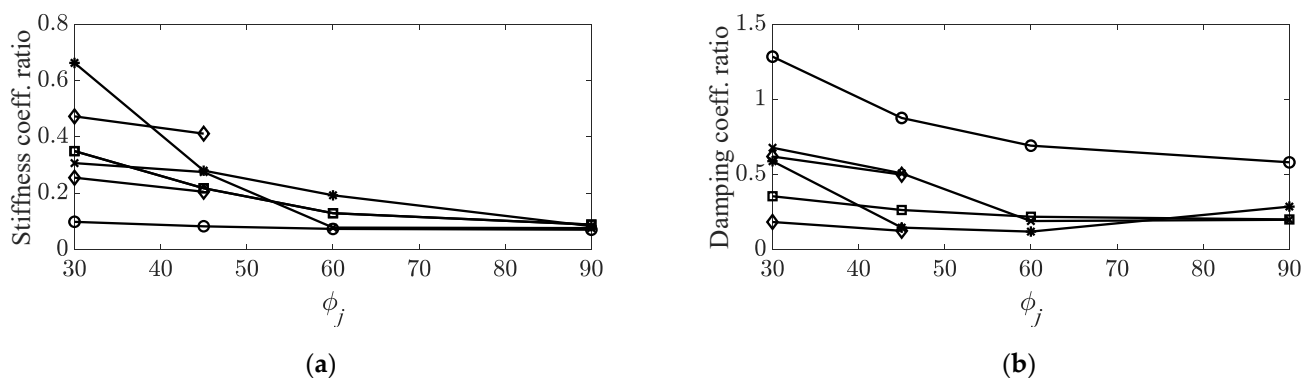 Stiffness coeff. ratio
0.8
0.6
0.4
0.2
0
30 40 50 60 70 80 90
ϕj
(a)
Damping coeff. ratio
1.5
1
0.5
0
30 40 50 60 70 80 90
ϕj
(b)